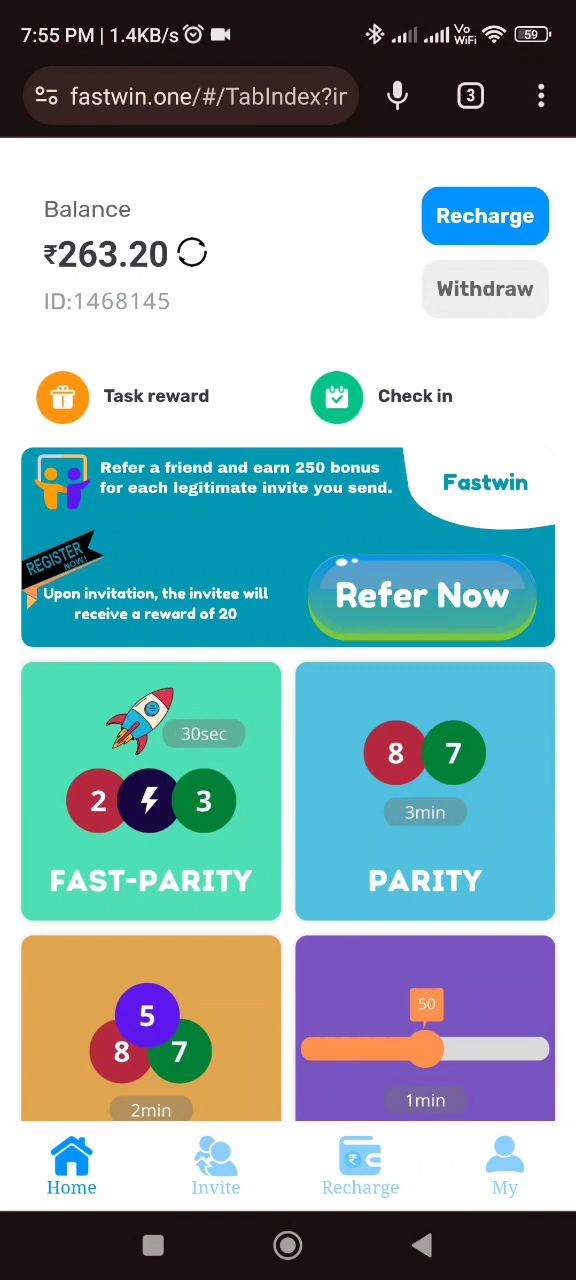 7:55 PM | 1.4KB/s
Vo WiFi
59
fastwin.one/#/TabIndex?ir
3
Balance
Recharge
₹263.20
Withdraw
ID:1468145
Task reward
Check in
Refer a friend and earn 250 bonus
for each legitimate invite you send.
Fastwin
REGISTER
NOW!
Upon invitation, the invitee will
receive a reward of 20
Refer Now
30sec
2 3
FAST-PARITY
8 7
3min
PARITY
5
8 7
2min
50
1min
Home
Invite
₹
Recharge
My